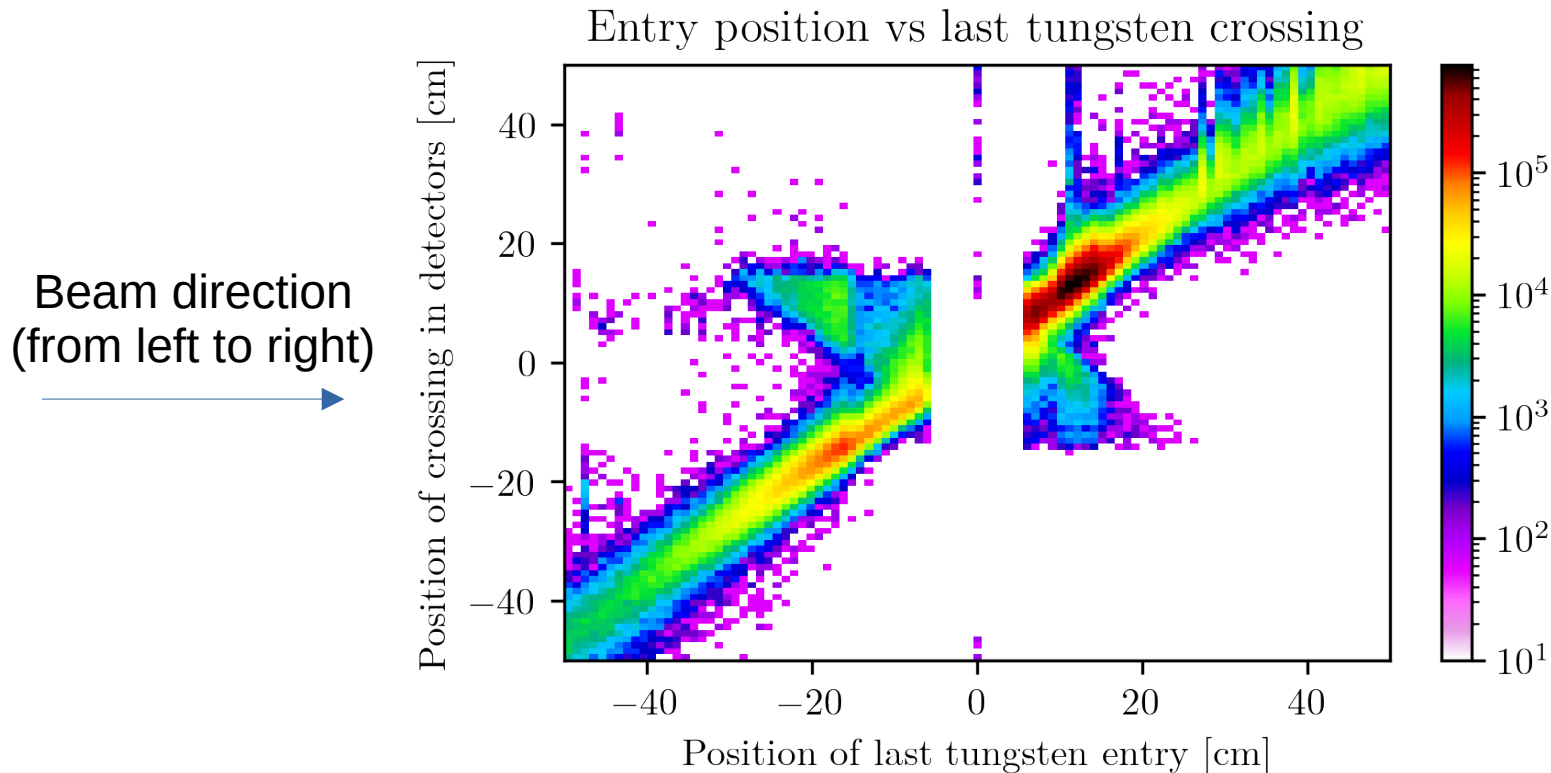 Entry position vs last tungsten crossing
Beam direction
(from left to right)
Position of crossing in detectors [cm]
40
20
0
−20
−40
−40 −20 0 20 40
Position of last tungsten entry [cm]
10⁵
10⁴
10³
10²
10¹